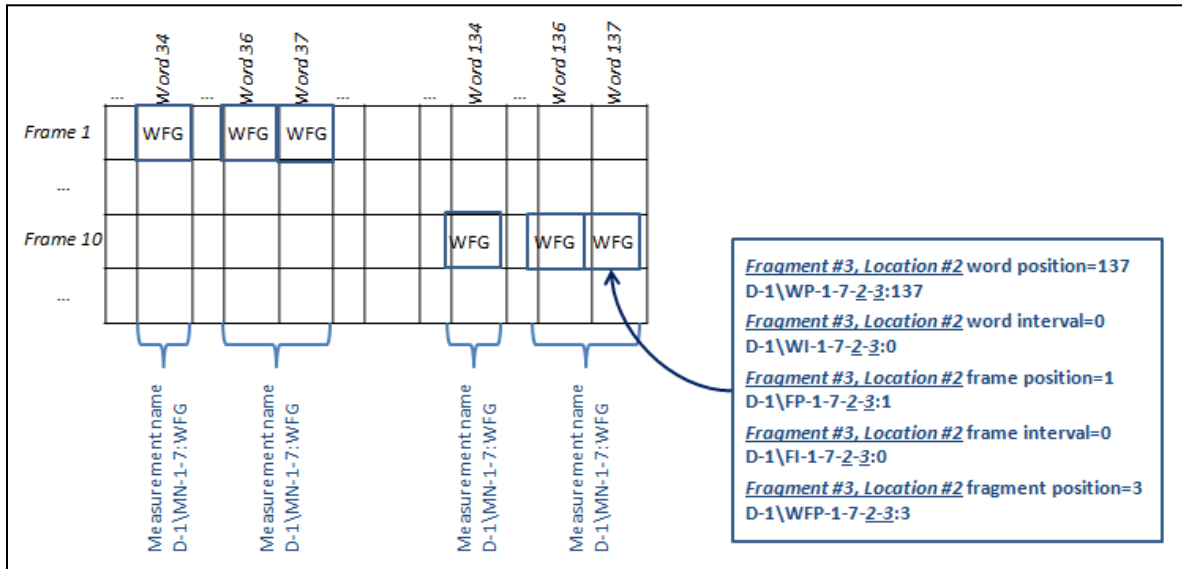 ... Word 34 ... Word 36 Word 37 ... ... Word 134 ... Word 136 Word 137
Frame 1 WFG WFG WFG
...
Frame 10 WFG WFG WFG
...
Measurement name
D-1\MN-1-7:WFG
Measurement name
D-1\MN-1-7:WFG
Measurement name
D-1\MN-1-7:WFG
Measurement name
D-1\MN-1-7:WFG
Fragment #3, Location #2 word position=137
D-1\WP-1-7-2-3:137
Fragment #3, Location #2 word interval=0
D-1\WI-1-7-2-3:0
Fragment #3, Location #2 frame position=1
D-1\FP-1-7-2-3:1
Fragment #3, Location #2 frame interval=0
D-1\FI-1-7-2-3:0
Fragment #3, Location #2 fragment position=3
D-1\WFP-1-7-2-3:3